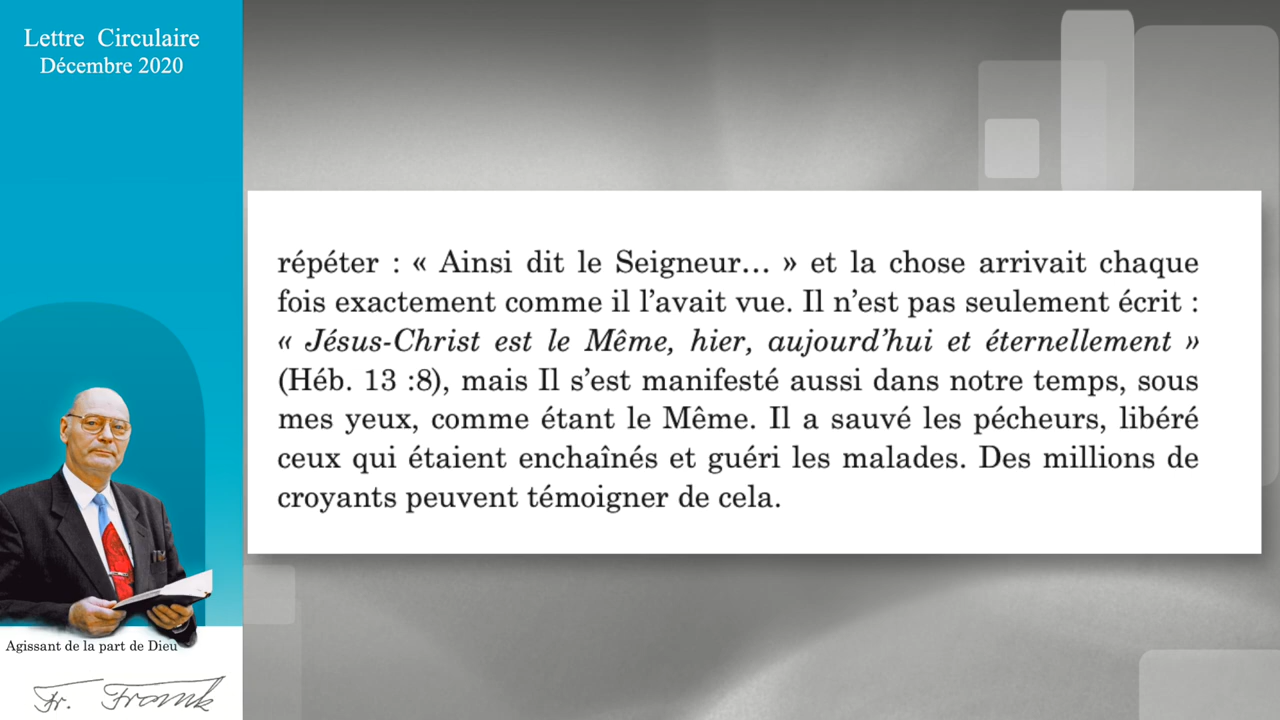 Lettre Circulaire
Décembre 2020
répéter : « Ainsi dit le Seigneur... » et la chose arrivait chaque
fois exactement comme il l’avait vue. Il n’est pas seulement écrit :
« Jésus-Christ est le Même, hier, aujourd’hui et éternellement »
(Héb. 13 :8), mais Il s’est manifesté aussi dans notre temps, sous
mes yeux, comme étant le Même. Il a sauvé les pécheurs, libéré
ceux qui étaient enchaînés et guéri les malades. Des millions de
croyants peuvent témoigner de cela.
Agissant de la part de Dieu
Fr. Frank